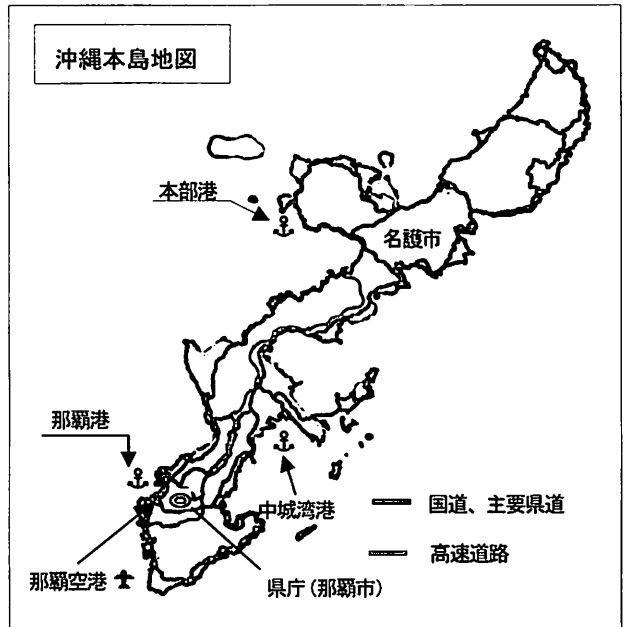 沖縄本島地図
本部港
名護市
那覇港
中城湾港
国道、主要県道
高速道路
那覇空港
県庁(那覇市)